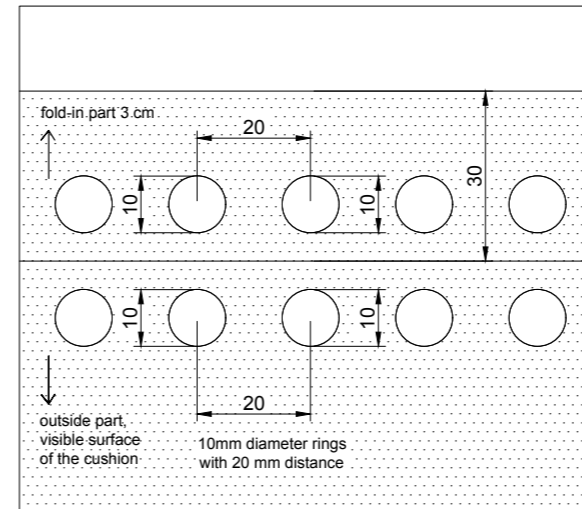 fold-in part 3 cm
20
30
10
10
10
10
20
outside part,
visible surface
of the cushion
10mm diameter rings
with 20 mm distance